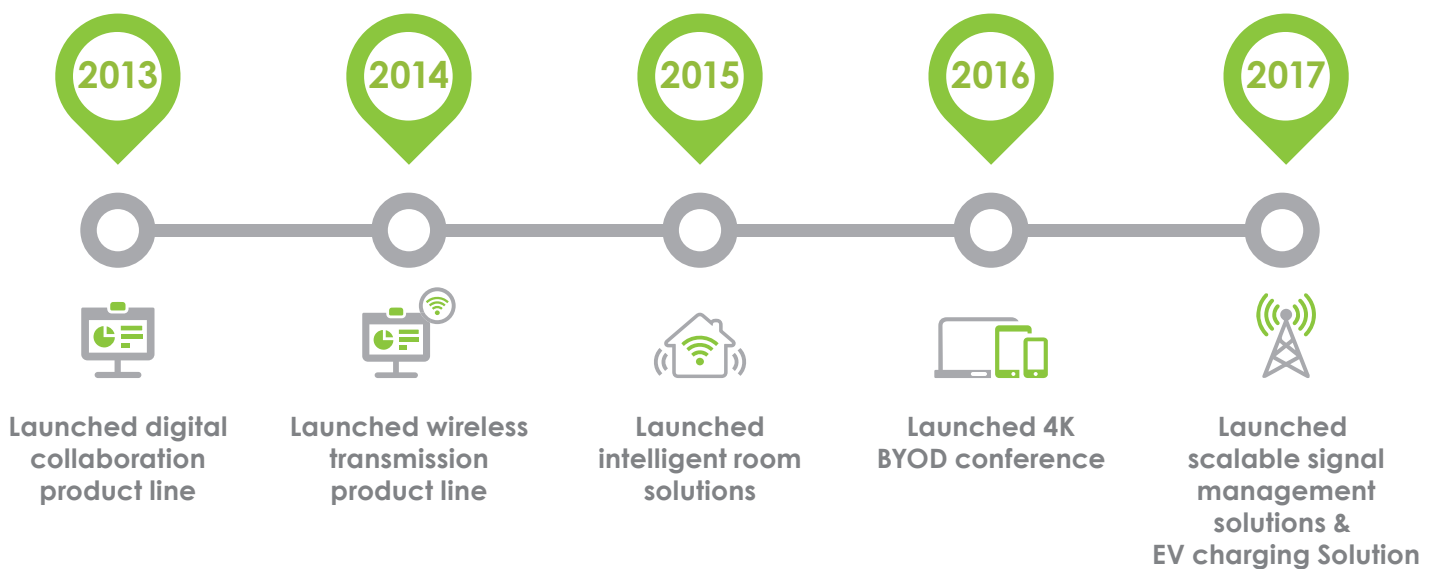 2013
2014
2015
2016
2017
Launched digital
collaboration
product line
Launched wireless
transmission
product line
Launched
intelligent room
solutions
Launched 4K
BYOD conference
Launched
scalable signal
management
solutions &
EV charging Solution